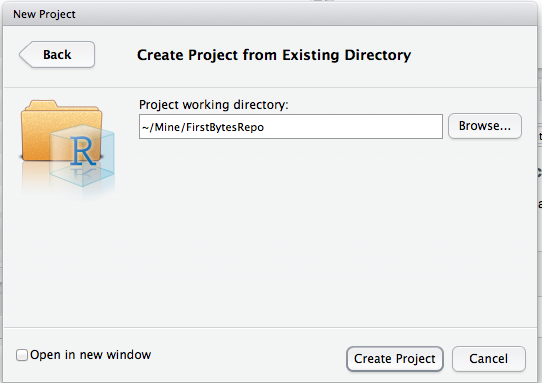 New Project
Back
Create Project from Existing Directory
R
Project working directory:
~/Mine/FirstBytesRepo
Browse...
Open in new window
Create Project
Cancel